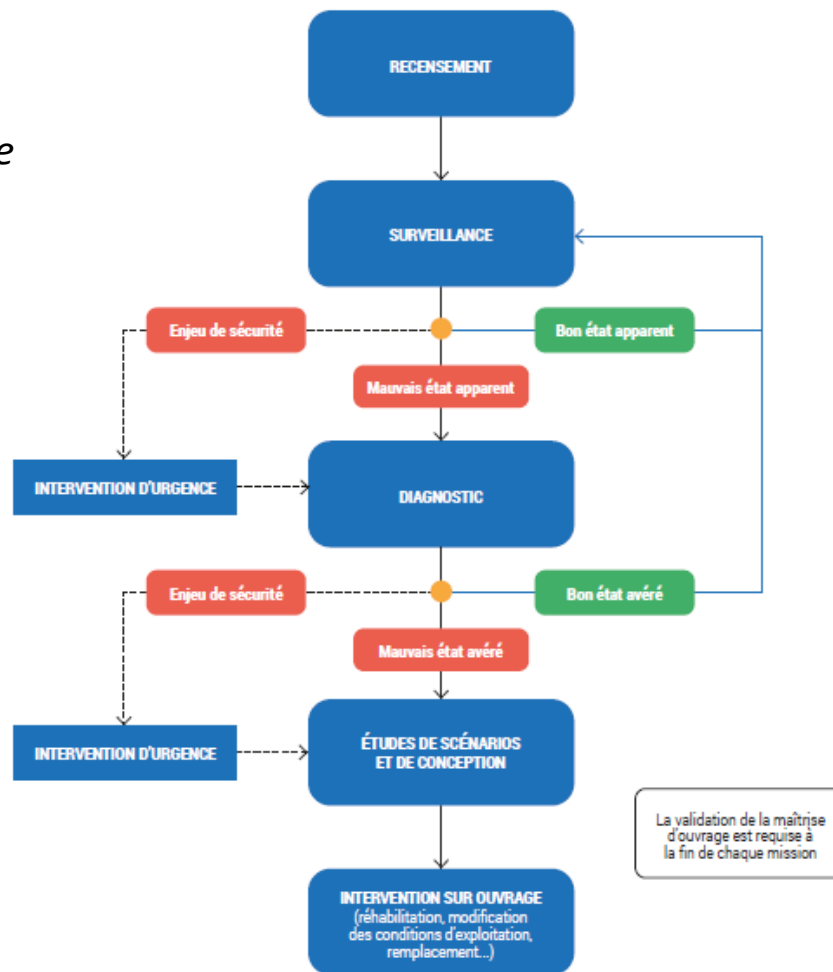 RECENSEMENT
e
SURVEILLANCE
Enjeu de sécurité
Bon état apparent
Mauvais état apparent
INTERVENTION D'URGENCE
DIAGNOSTIC
Enjeu de sécurité
Bon état avéré
Mauvais état avéré
INTERVENTION D'URGENCE
ÉTUDES DE SCÉNARIOS
ET DE CONCEPTION
La validation de la maîtrise
d'ouvrage est requise à
la fin de chaque mission
INTERVENTION SUR OUVRAGE
(réhabilitation, modification
des conditions d'exploitation,
remplacement...)